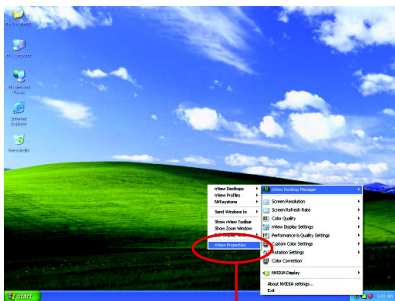 My Documents
My Computer
My Network
Places
Internet
Explorer
Recycle Bin
nView Desktops
nView Profiles
NVKeystone
Send Windows to
Show nView Toolbar
Show Zoom Window
nView Properties
nView Desktop Manager
Screen Resolution
Screen Refresh Rate
Color Quality
nView Display Settings
Performance & Quality Settings
Custom Color Settings
Rotation Settings
Color Correction
NVIDIA Display
About NVIDIA settings...
Exit
start